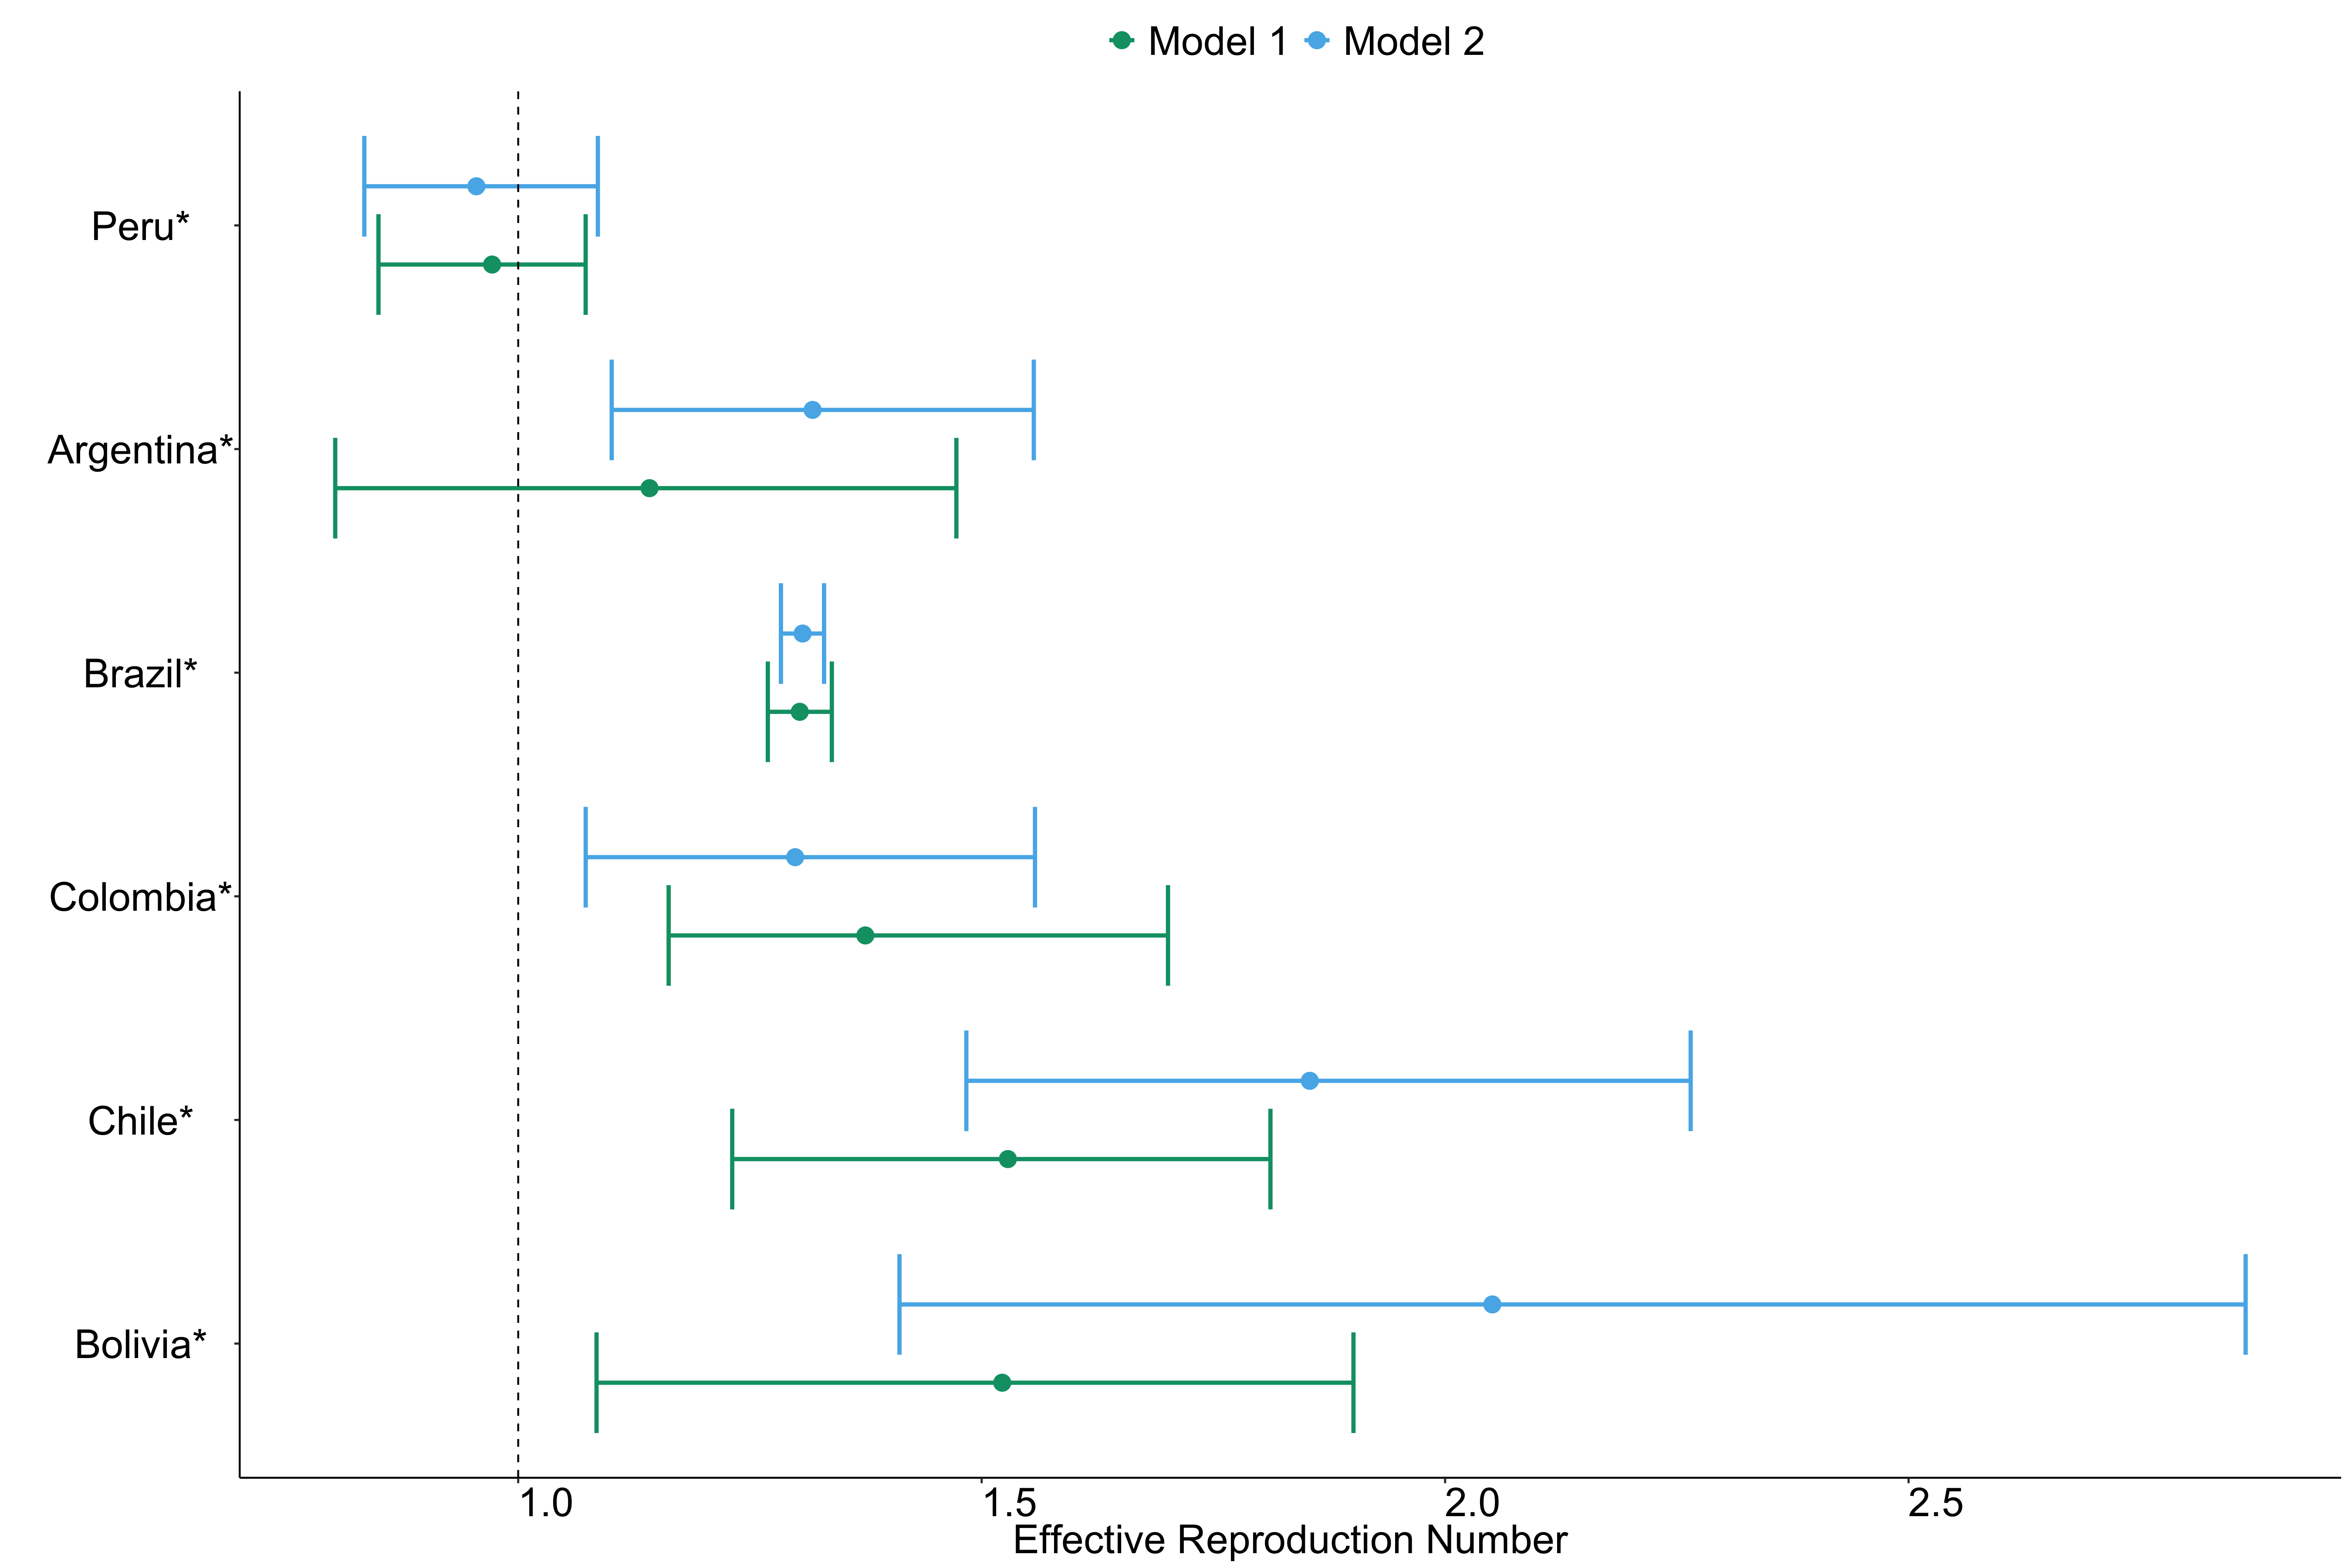 Model 1 Model 2
Peru*
Argentina*
Brazil*
Colombia*
Chile*
Bolivia*
1.0 1.5 2.0 2.5
Effective Reproduction Number